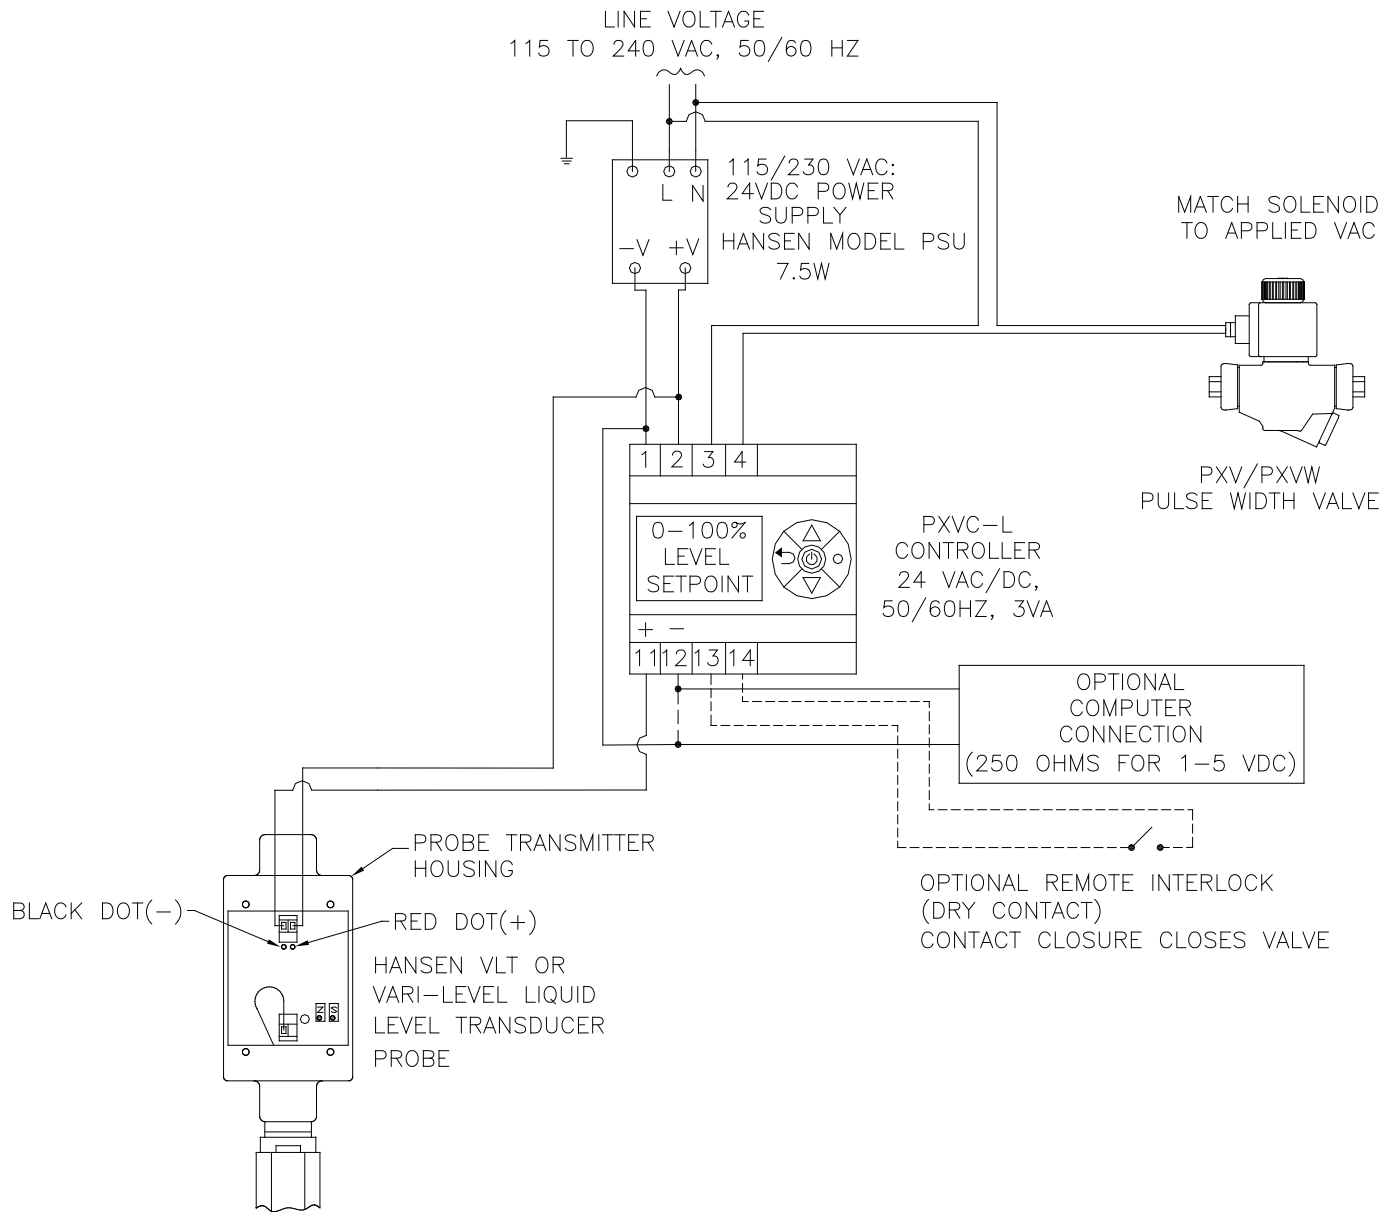 LINE VOLTAGE
115 TO 240 VAC, 50/60 HZ
L N
115/230 VAC:
24VDC POWER
SUPPLY
HANSEN MODEL PSU
7.5W
-V +V
MATCH SOLENOID
TO APPLIED VAC
PXV/PXVW
PULSE WIDTH VALVE
1 2 3 4
0-100%
LEVEL
SETPOINT
PXVC-L
CONTROLLER
24 VAC/DC,
50/60HZ, 3VA
+ -
11 12 13 14
OPTIONAL
COMPUTER
CONNECTION
(250 OHMS FOR 1-5 VDC)
PROBE TRANSMITTER
HOUSING
OPTIONAL REMOTE INTERLOCK
(DRY CONTACT)
CONTACT CLOSURE CLOSES VALVE
BLACK DOT(-)
RED DOT(+)
HANSEN VLT OR
VARI-LEVEL LIQUID
LEVEL TRANSDUCER
PROBE
Z S